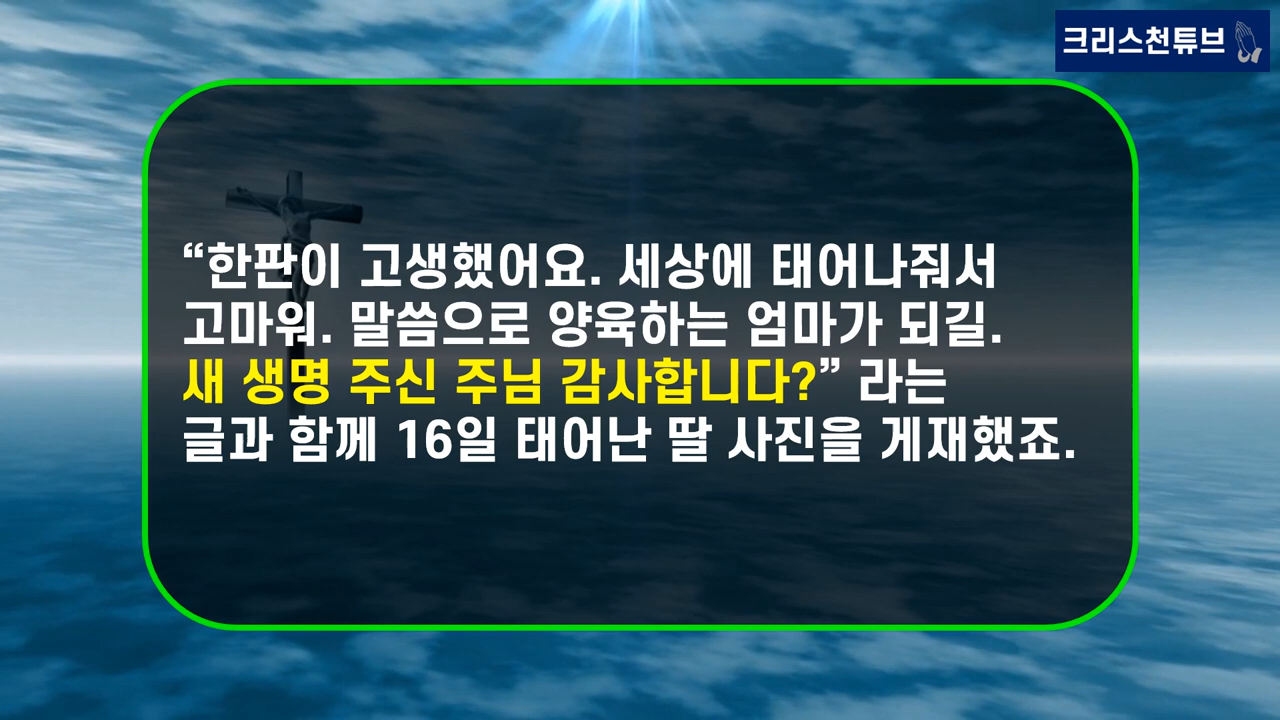 크리스천튜브
“한판이 고생했어요. 세상에 태어나줘서
고마워. 말씀으로 양육하는 엄마가 되길.
새 생명 주신 주님 감사합니다?” 라는
글과 함께 16일 태어난 딸 사진을 게재했죠.